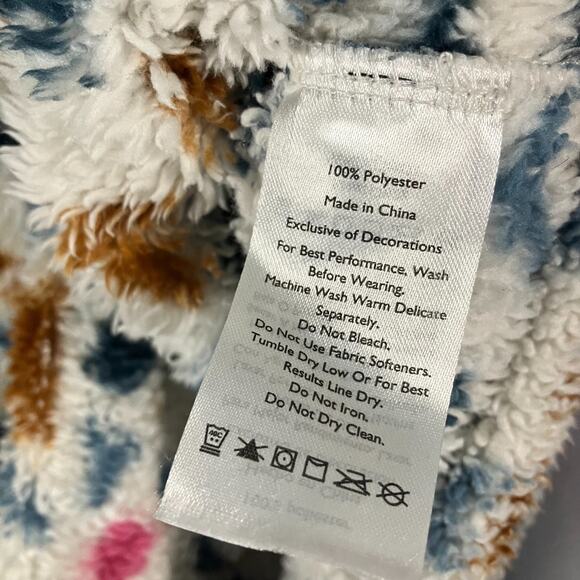 100% Polyester
Made in China
Exclusive of Decorations
For Best Performance, Wash
Before Wearing,
Machine Wash Warm Delicate
Separately.
Do Not Bleach.
Do Not Use Fabric Softeners.
Tumble Dry Low Or For Best
Results Line Dry.
Do Not Iron.
Do Not Dry Clean.